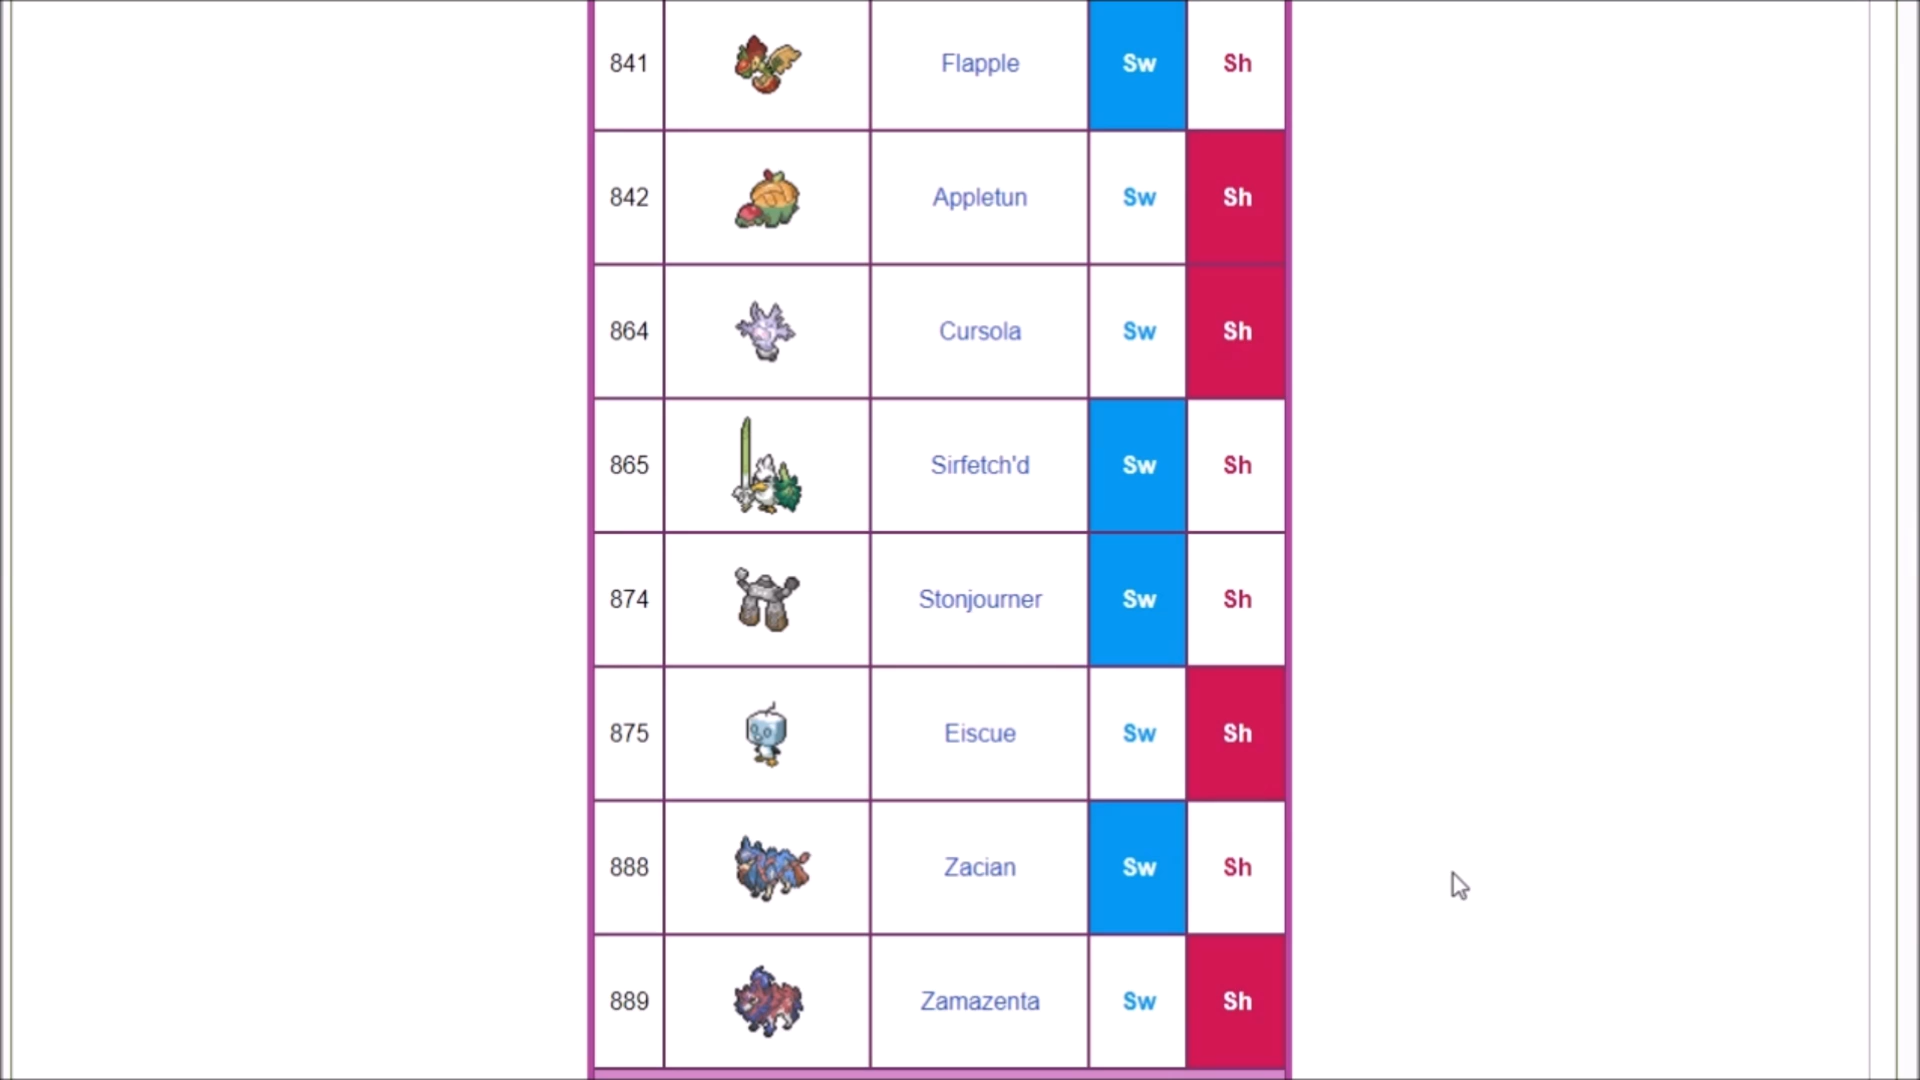 841 Flapple Sw Sh
842 Appletun Sw Sh
864 Cursola Sw Sh
865 Sirfetch'd Sw Sh
874 Stonjourner Sw Sh
875 Eiscue Sw Sh
888 Zacian Sw Sh
889 Zamazenta Sw Sh